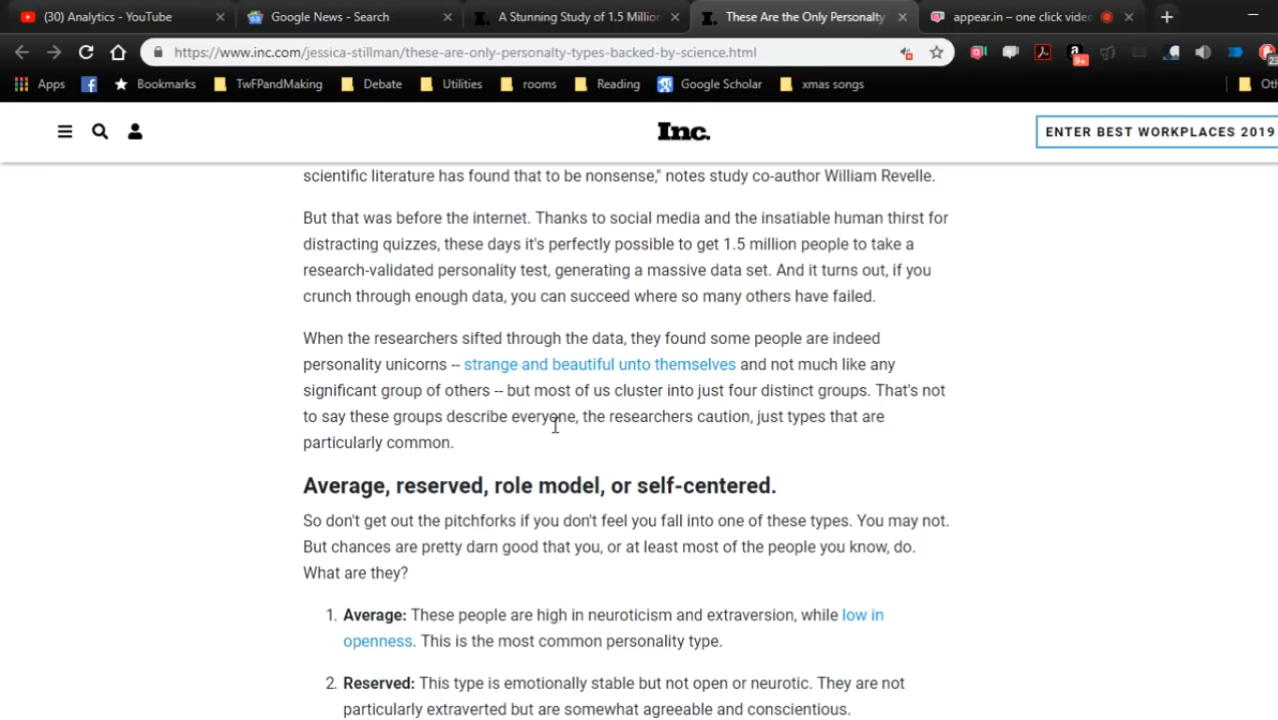 (30) Analytics - YouTube
Google News - Search
A Stunning Study of 1.5 Million
These Are the Only Personality
appear.in – one click video
https://www.inc.com/jessica-stillman/these-are-only-personalty-types-backed-by-science.html
9+
23
Apps
Bookmarks
TwFPandMaking
Debate
Utilities
rooms
Reading
Google Scholar
xmas songs
Inc.
ENTER BEST WORKPLACES 2019
scientific literature has found that to be nonsense," notes study co-author William Revelle.
But that was before the internet. Thanks to social media and the insatiable human thirst for
distracting quizzes, these days it's perfectly possible to get 1.5 million people to take a
research-validated personality test, generating a massive data set. And it turns out, if you
crunch through enough data, you can succeed where so many others have failed.
When the researchers sifted through the data, they found some people are indeed
personality unicorns -- strange and beautiful unto themselves and not much like any
significant group of others -- but most of us cluster into just four distinct groups. That's not
to say these groups describe everyone, the researchers caution, just types that are
particularly common.
Average, reserved, role model, or self-centered.
So don't get out the pitchforks if you don't feel you fall into one of these types. You may not.
But chances are pretty darn good that you, or at least most of the people you know, do.
What are they?
1. Average: These people are high in neuroticism and extraversion, while low in
openness. This is the most common personality type.
2. Reserved: This type is emotionally stable but not open or neurotic. They are not
particularly extraverted but are somewhat agreeable and conscientious.